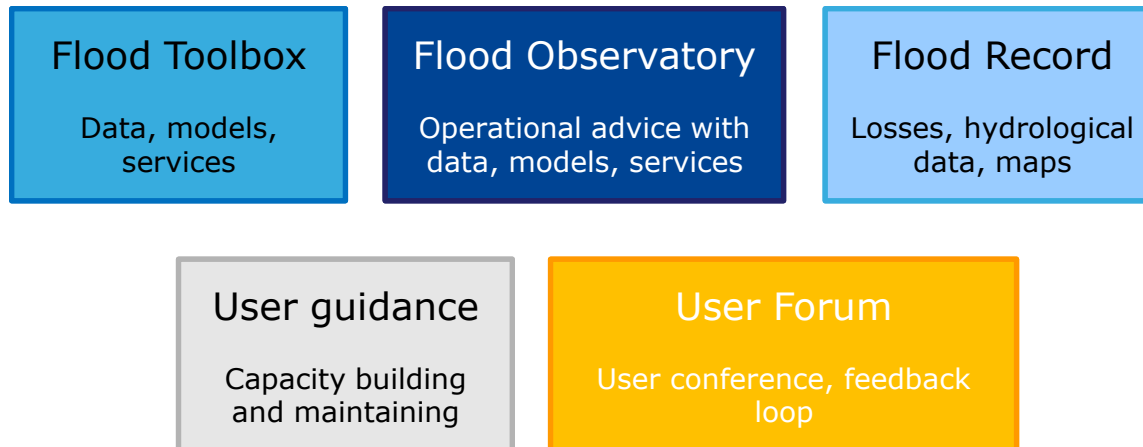 Flood Toolbox
Data, models,
services
Flood Observatory
Operational advice with
data, models, services
Flood Record
Losses, hydrological
data, maps
User guidance
Capacity building
and maintaining
User Forum
User conference, feedback
loop